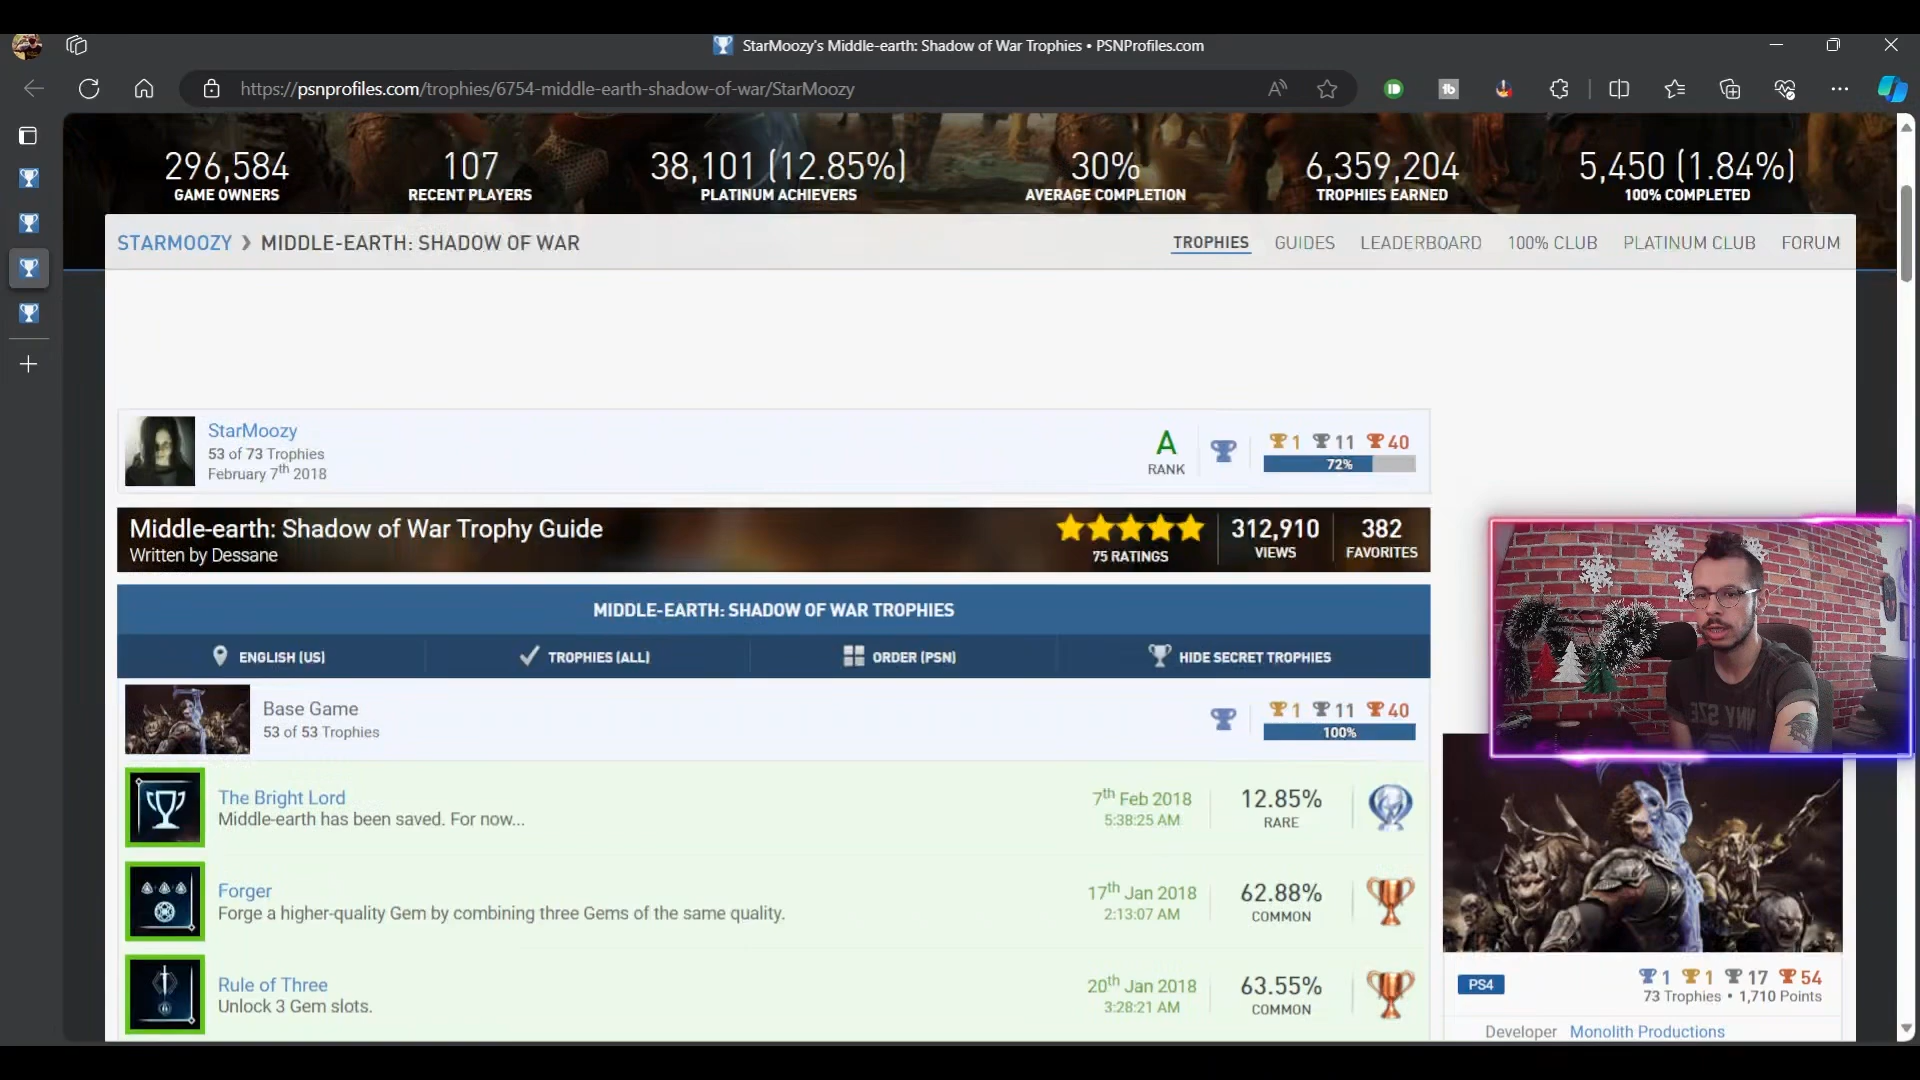 StarMoozy's Middle-earth: Shadow of War Trophies • PSNProfiles.com
https://psnprofiles.com/trophies/6754-middle-earth-shadow-of-war/StarMoozy
296,584 107 38,101 (12.85%) 30% 6,359,204 5,450 (1.84%)
GAME OWNERS RECENT PLAYERS PLATINUM ACHIEVERS AVERAGE COMPLETION TROPHIES EARNED 100% COMPLETED
STARMOOZY > MIDDLE-EARTH: SHADOW OF WAR TROPHIES GUIDES LEADERBOARD 100% CLUB PLATINUM CLUB FORUM
StarMoozy
53 of 73 Trophies
February 7th 2018
A
RANK
1 11 40
72%
Middle-earth: Shadow of War Trophy Guide
Written by Dessane
75 RATINGS
312,910
VIEWS
382
FAVORITES
MIDDLE-EARTH: SHADOW OF WAR TROPHIES
ENGLISH (US) TROPHIES (ALL) ORDER (PSN) HIDE SECRET TROPHIES
Base Game
53 of 53 Trophies
1 11 40
100%
The Bright Lord
Middle-earth has been saved. For now...
7th Feb 2018
5:38:25 AM
12.85%
RARE
Forger
Forge a higher-quality Gem by combining three Gems of the same quality.
17th Jan 2018
2:13:07 AM
62.88%
COMMON
Rule of Three
Unlock 3 Gem slots.
20th Jan 2018
3:28:21 AM
63.55%
COMMON
PS4
1 1 17 54
73 Trophies • 1,710 Points
Developer Monolith Productions